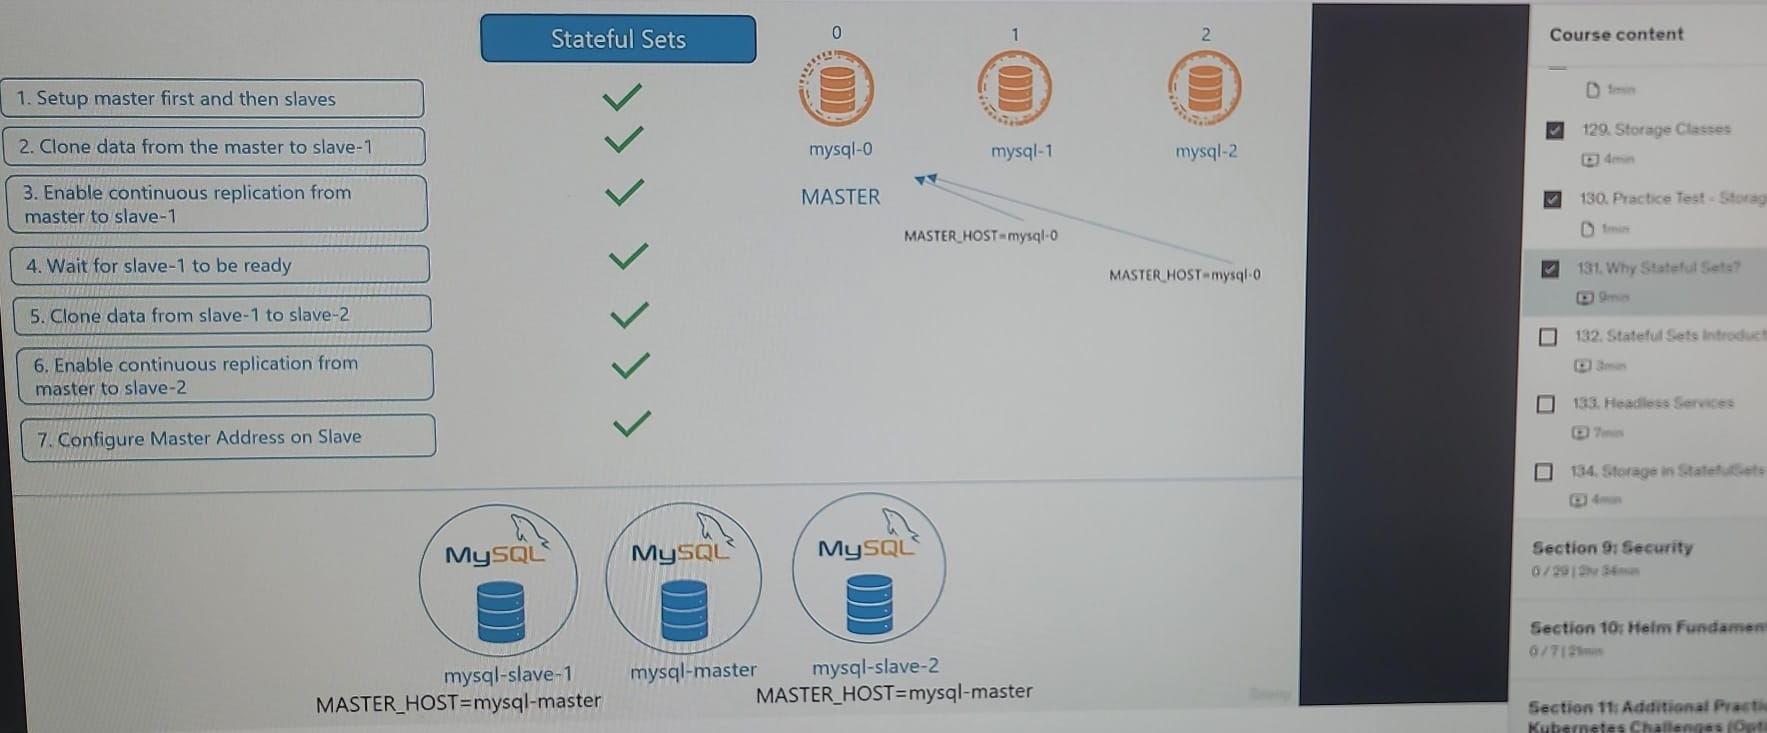 Stateful Sets
1. Setup master first and then slaves
2. Clone data from the master to slave-1
3. Enable continuous replication from
master to slave-1
4. Wait for slave-1 to be ready
5. Clone data from slave-1 to slave-2
6. Enable continuous replication from
master to slave-2
7. Configure Master Address on Slave
0
1
2
mysql-0
mysql-1
mysql-2
MASTER
MASTER_HOST=mysql-0
MASTER_HOST=mysql-0
MySQL
MySQL
MySQL
mysql-slave-1
mysql-master
mysql-slave-2
MASTER_HOST=mysql-master
MASTER_HOST=mysql-master
Course content
1min
129. Storage Classes
4min
130. Practice Test - Storag
1min
131. Why Stateful Sets?
9min
132. Stateful Sets Introduct
3min
133. Headless Services
7min
134. Storage in StatefulSets
4min
Section 9: Security
0 / 29 | 2hr 34min
Section 10: Helm Fundamen
0 / 7 | 21min
Section 11: Additional Practi
Kubernetes Challenges (Opti